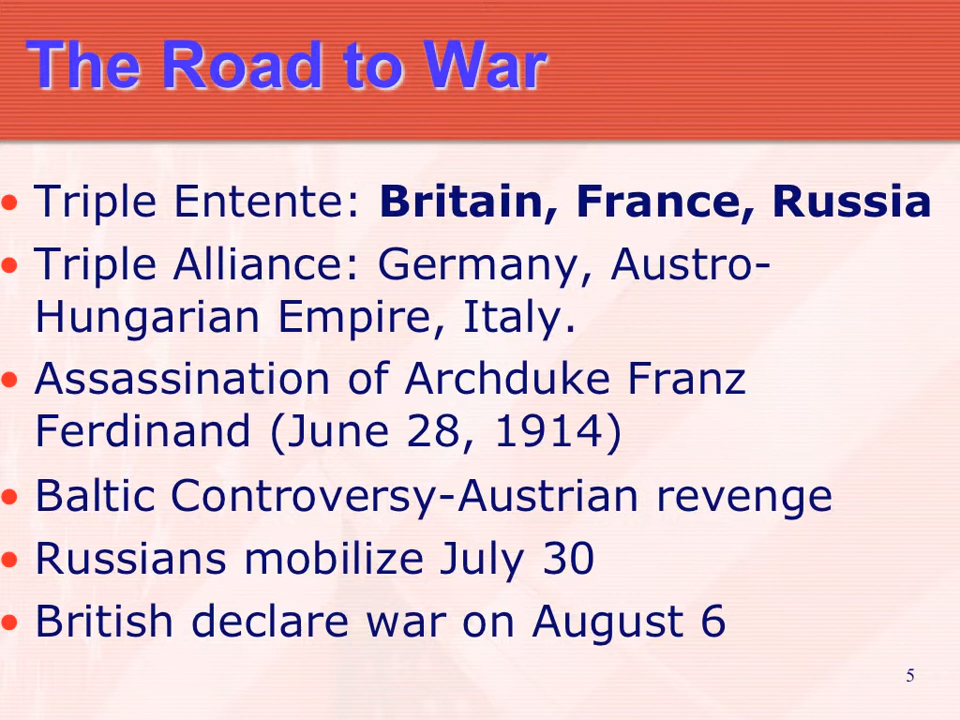 The Road to War
• Triple Entente: Britain, France, Russia
• Triple Alliance: Germany, Austro-
Hungarian Empire, Italy.
• Assassination of Archduke Franz
Ferdinand (June 28, 1914)
• Baltic Controversy-Austrian revenge
• Russians mobilize July 30
• British declare war on August 6
5